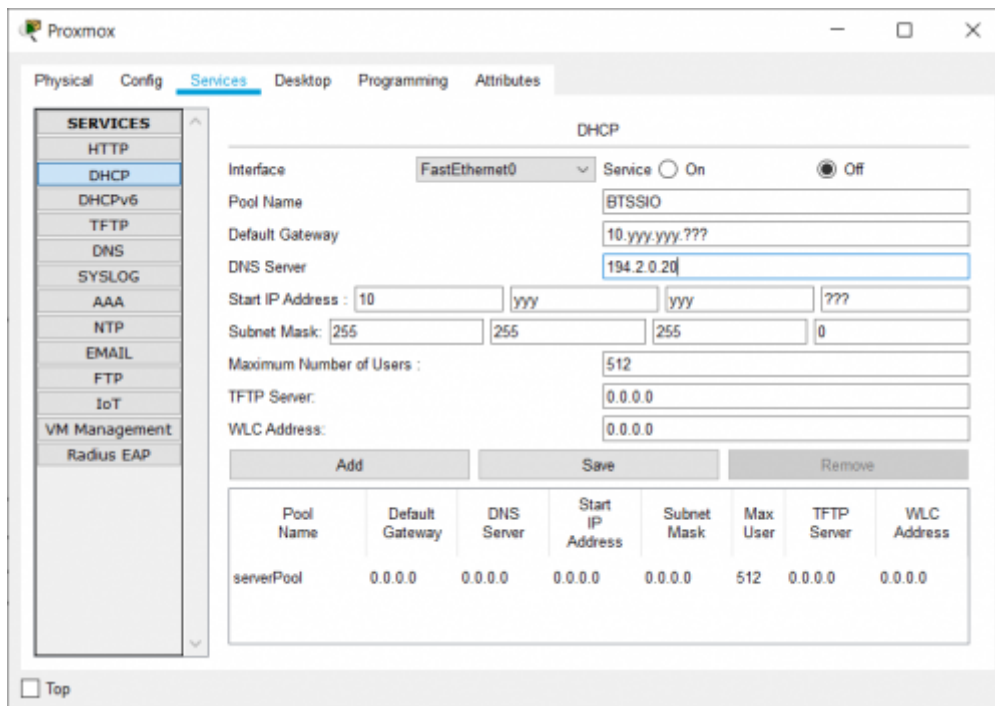 Proxmox
Physical Config Services Desktop Programming Attributes
SERVICES
HTTP
DHCP
DHCPv6
TFTP
DNS
SYSLOG
AAA
NTP
EMAIL
FTP
IoT
VM Management
Radius EAP
DHCP
Interface FastEthernet0 Service On Off
Pool Name BTSSIO
Default Gateway 10.yyy.yyy.???
DNS Server 194.2.0.20
Start IP Address : 10 yyy yyy ???
Subnet Mask: 255 255 255 0
Maximum Number of Users : 512
TFTP Server: 0.0.0.0
WLC Address: 0.0.0.0
Add Save Remove
Pool Name Default Gateway DNS Server Start IP Address Subnet Mask Max User TFTP Server WLC Address
serverPool 0.0.0.0 0.0.0.0 0.0.0.0 0.0.0.0 512 0.0.0.0 0.0.0.0
Top